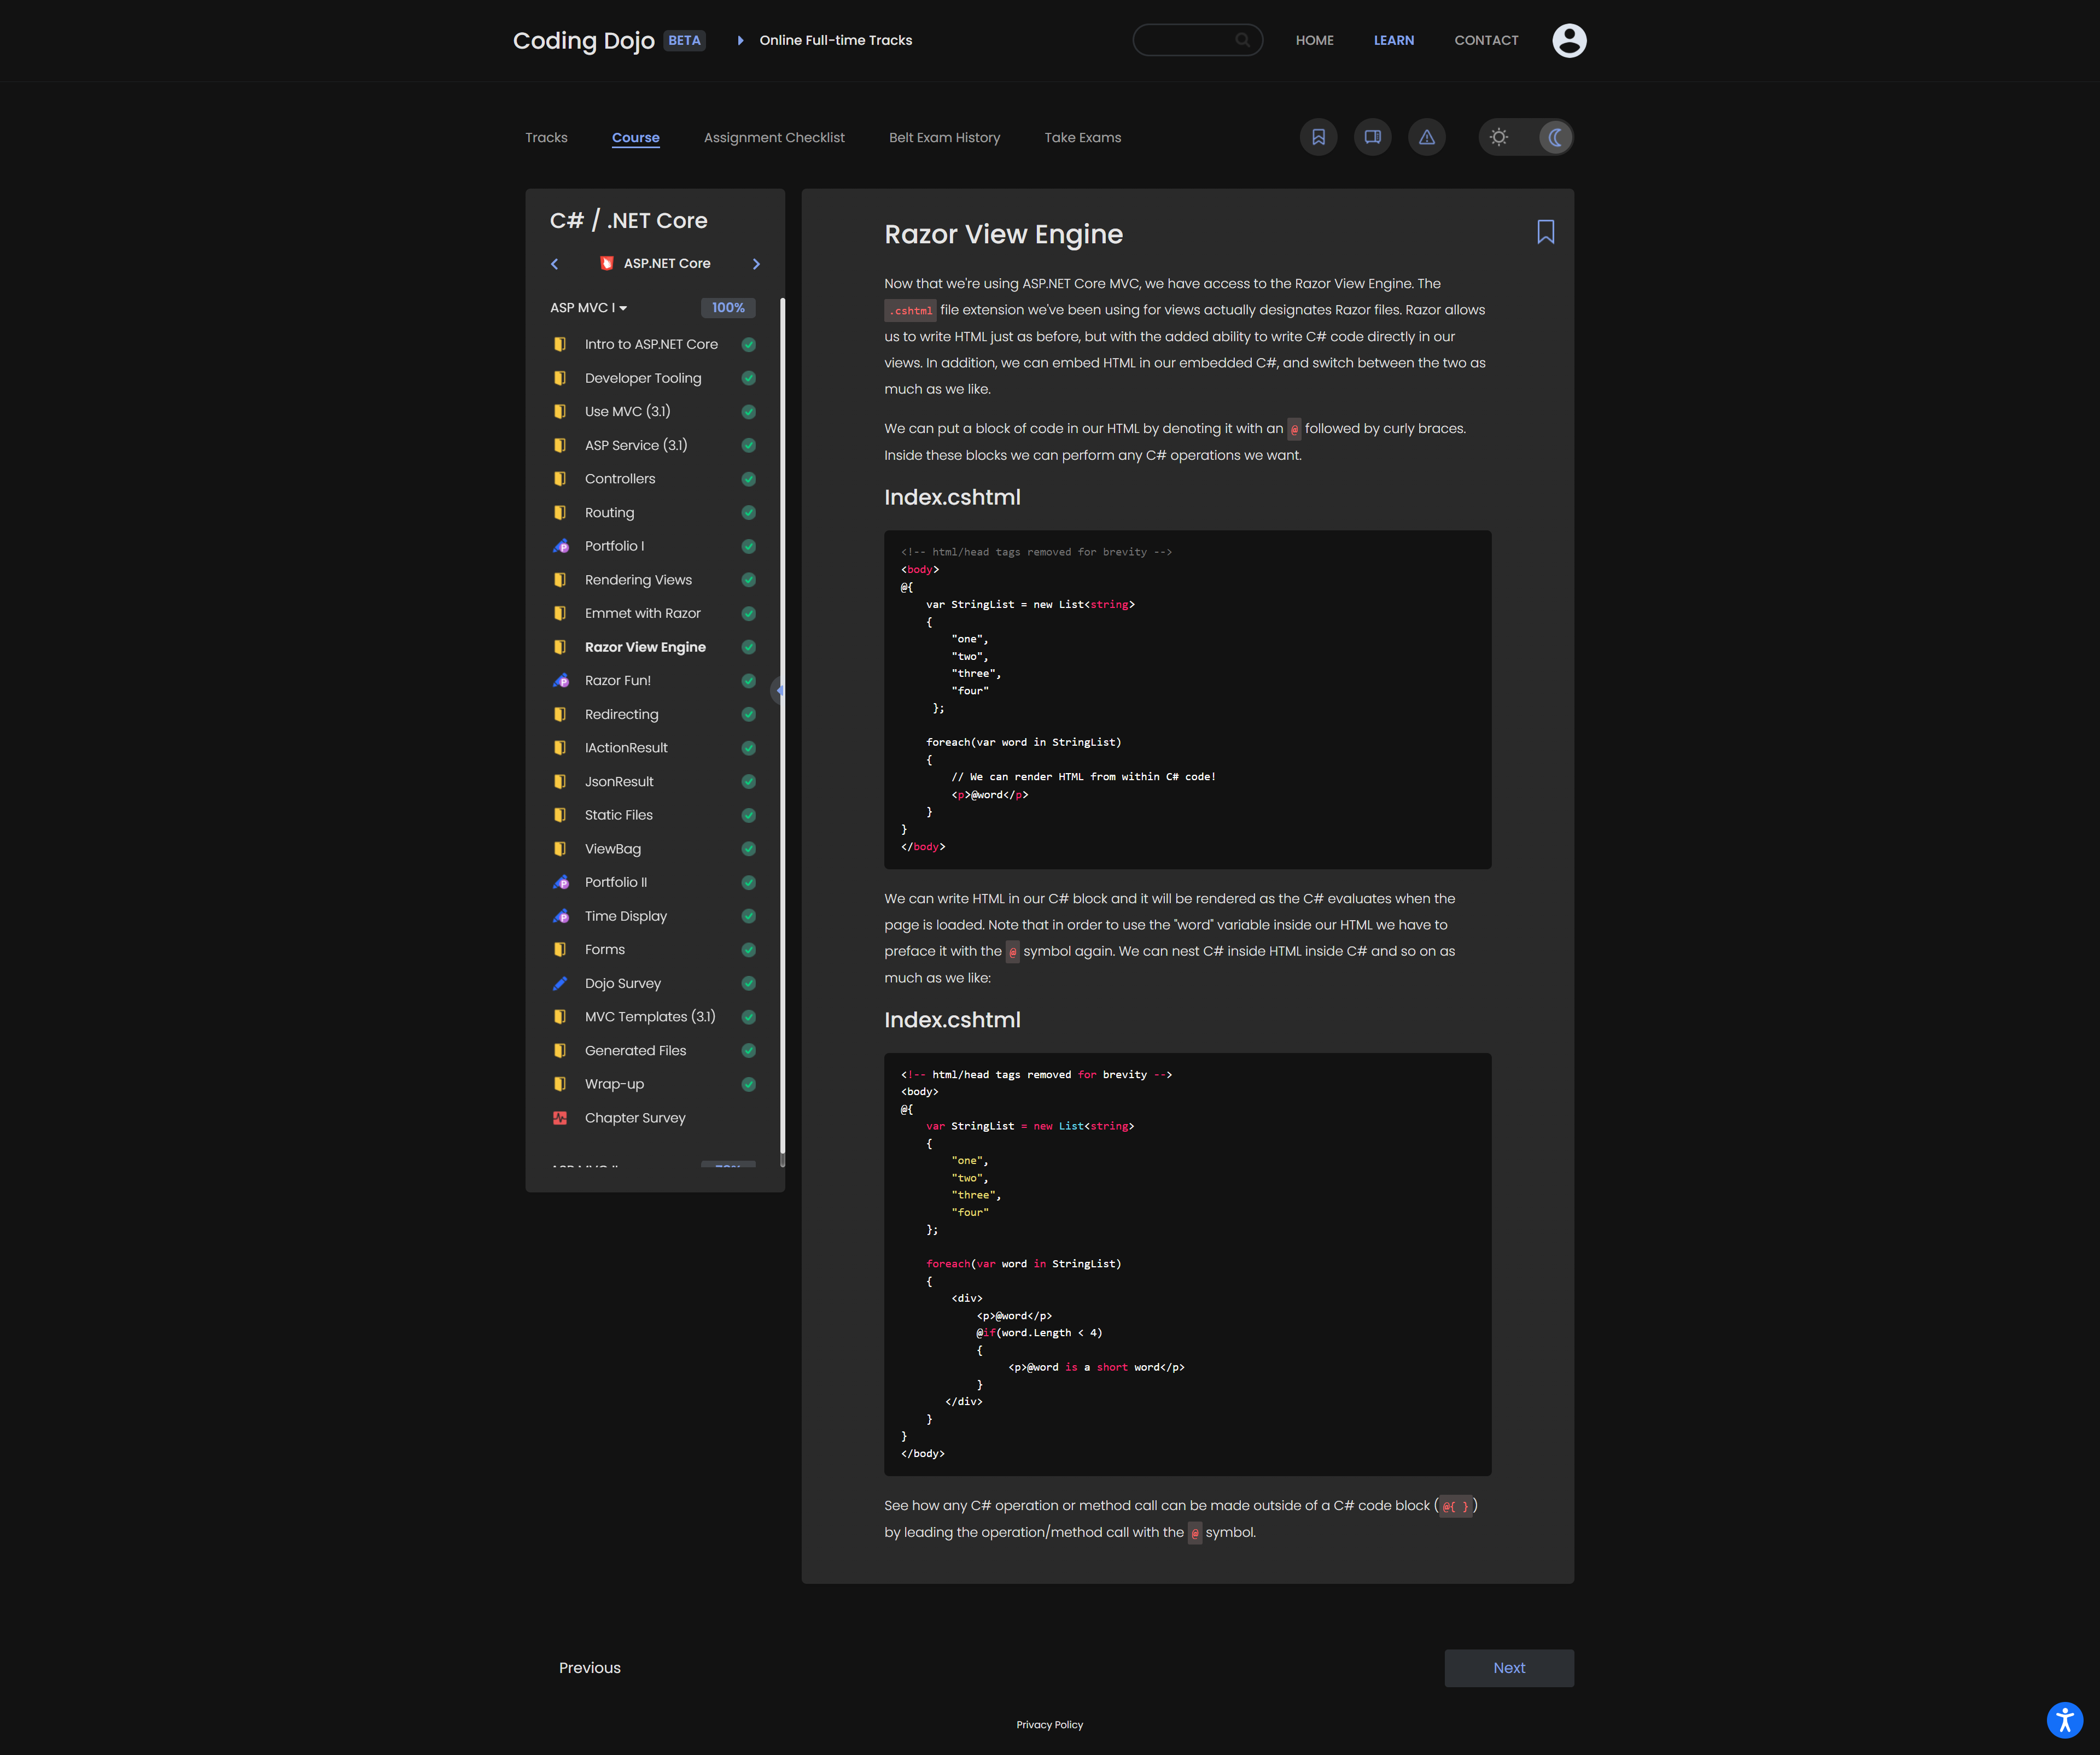 Coding Dojo BETA Online Full-time Tracks HOME LEARN CONTACT
Tracks Course Assignment Checklist Belt Exam History Take Exams
C# / .NET Core
ASP.NET Core
ASP MVC I 100%
Intro to ASP.NET Core
Developer Tooling
Use MVC (3.1)
ASP Service (3.1)
Controllers
Routing
Portfolio I
Rendering Views
Emmet with Razor
Razor View Engine
Razor Fun!
Redirecting
IActionResult
JsonResult
Static Files
ViewBag
Portfolio II
Time Display
Forms
Dojo Survey
MVC Templates (3.1)
Generated Files
Wrap-up
Chapter Survey
Razor View Engine
Now that we're using ASP.NET Core MVC, we have access to the Razor View Engine. The
.cshtml file extension we've been using for views actually designates Razor files. Razor allows
us to write HTML just as before, but with the added ability to write C# code directly in our
views. In addition, we can embed HTML in our embedded C#, and switch between the two as
much as we like.
We can put a block of code in our HTML by denoting it with an @ followed by curly braces.
Inside these blocks we can perform any C# operations we want.
Index.cshtml
<!-- html/head tags removed for brevity -->
<body>
@{
var StringList = new List<string>
{
"one",
"two",
"three",
"four"
};
foreach(var word in StringList)
{
// We can render HTML from within C# code!
<p>@word</p>
}
}
</body>
We can write HTML in our C# block and it will be rendered as the C# evaluates when the
page is loaded. Note that in order to use the "word" variable inside our HTML we have to
preface it with the @ symbol again. We can nest C# inside HTML inside C# and so on as
much as we like:
Index.cshtml
<!-- html/head tags removed for brevity -->
<body>
@{
var StringList = new List<string>
{
"one",
"two",
"three",
"four"
};
foreach(var word in StringList)
{
<div>
<p>@word</p>
@if(word.Length < 4)
{
<p>@word is a short word</p>
}
</div>
}
}
</body>
See how any C# operation or method call can be made outside of a C# code block ( @{ } )
by leading the operation/method call with the @ symbol.
Previous
Next
Privacy Policy